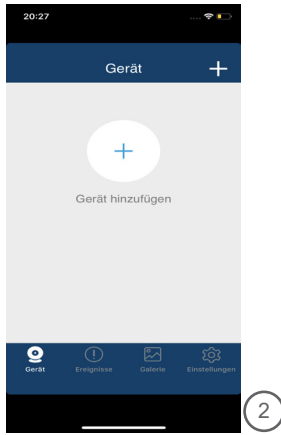 20:27
Gerät
Gerät hinzufügen
Gerät Ereignisse Galerie Einstellungen
2